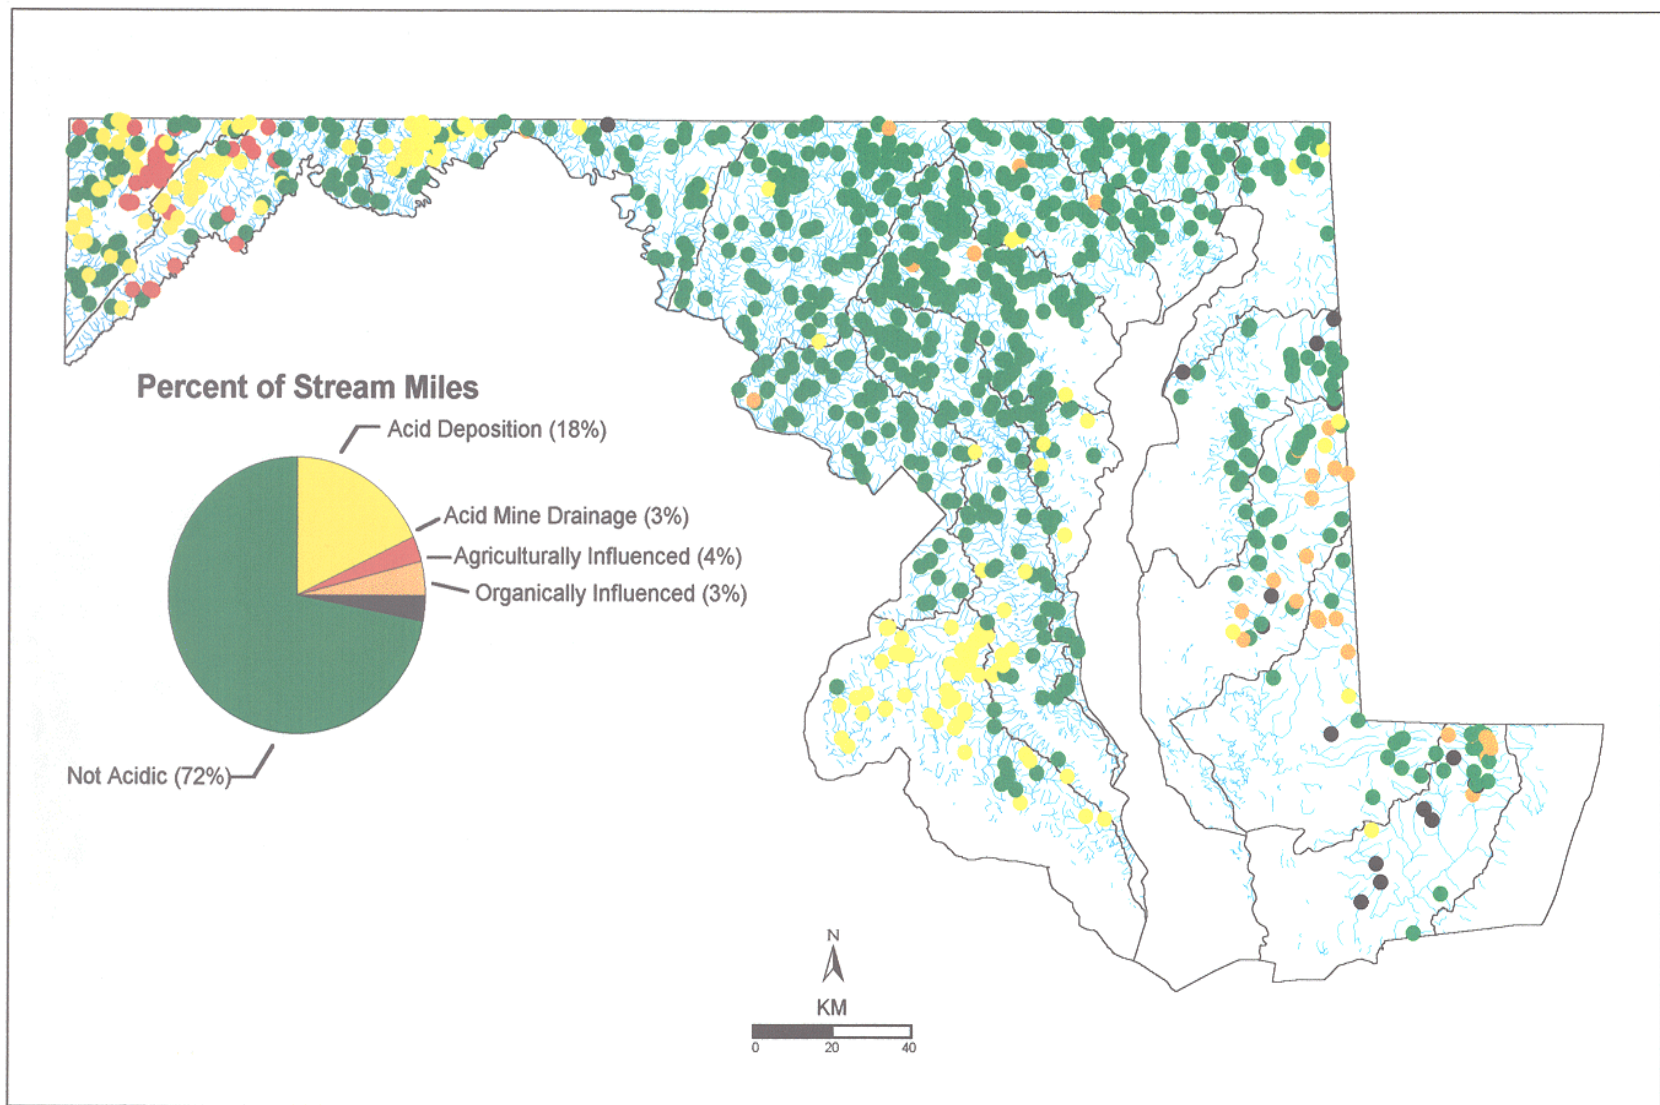 Percent of Stream Miles
Acid Deposition (18%)
Acid Mine Drainage (3%)
Agriculturally Influenced (4%)
Organically Influenced (3%)
Not Acidic (72%)
N
KM
0 20 40